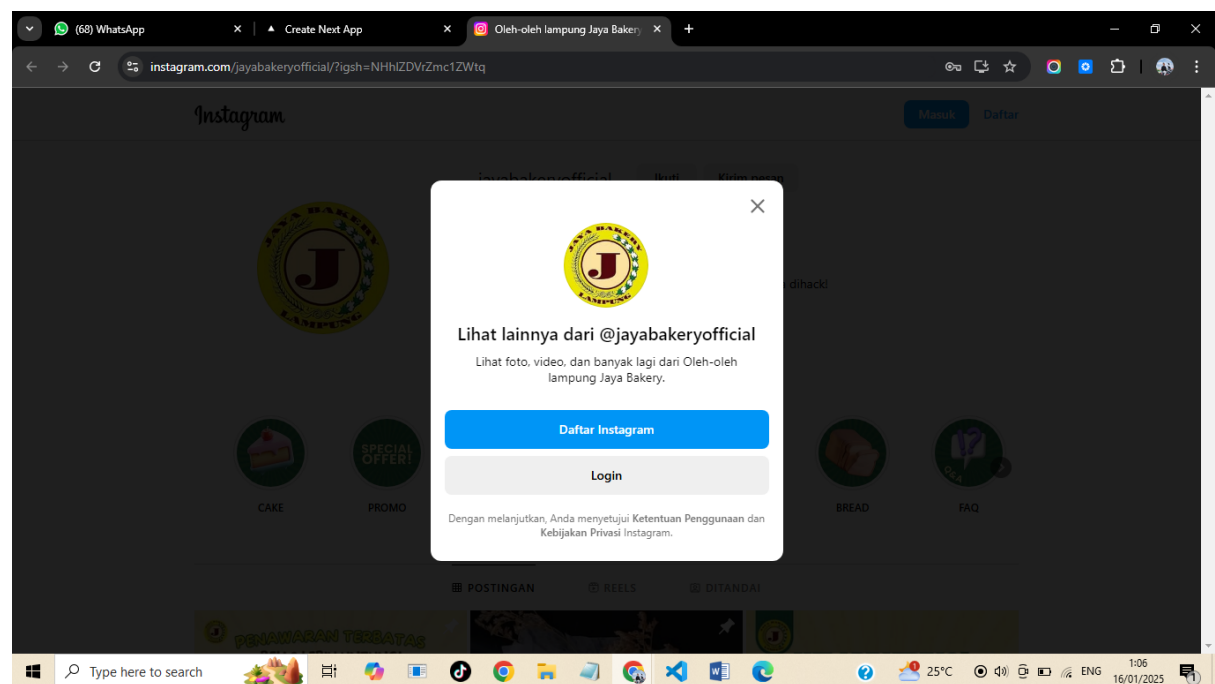 (68) WhatsApp
Create Next App
Oleh-oleh lampung Jaya Bakery
instagram.com/jayabakeryofficial/?igsh=NHhlZDVrZmc1ZWtq
Instagram
Masuk
Daftar
jayabakeryofficial
Ikuti
Kirim pesan
JAYA BAKERY
J
LAMPUNG
dihack!
JAYA BAKERY
J
LAMPUNG
Lihat lainnya dari @jayabakeryofficial
Lihat foto, video, dan banyak lagi dari Oleh-oleh
lampung Jaya Bakery.
Daftar Instagram
Login
Dengan melanjutkan, Anda menyetujui Ketentuan Penggunaan dan
Kebijakan Privasi Instagram.
SPECIAL
OFFER!
Q&A
CAKE
PROMO
BREAD
FAQ
POSTINGAN
REELS
DITANDAI
PENAWARAN TERBATAS
Type here to search
25°C
ENG
1:06
16/01/2025
1